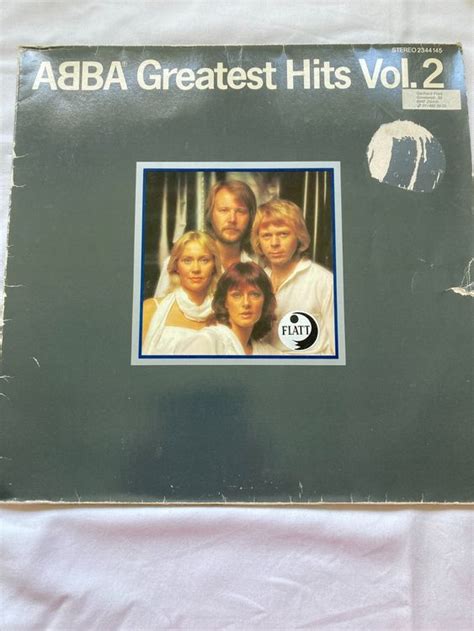 STEREO 2344 145
ABBA Greatest Hits Vol. 2
FLATT